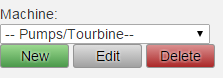 Machine:
-- Pumps/Tourbine--
New Edit Delete